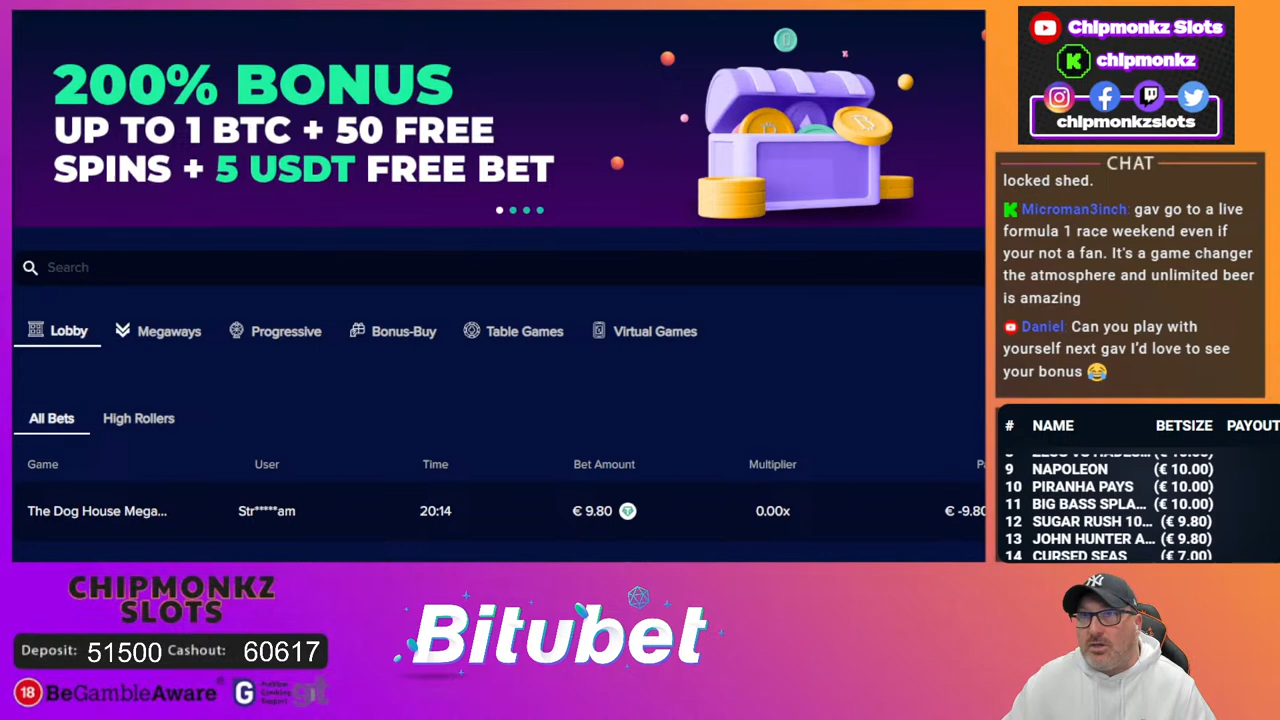 200% BONUS
UP TO 1 BTC + 50 FREE
SPINS + 5 USDT FREE BET
Search
Lobby
Megaways
Progressive
Bonus-Buy
Table Games
Virtual Games
All Bets
High Rollers
Game User Time Bet Amount Multiplier
The Dog House Mega... Str*****am 20:14 € 9.80 0.00x € -9.80
Chipmonkz Slots
chipmonkz
chipmonkzslots
CHAT
locked shed.
Microman3inch: gav go to a live
formula 1 race weekend even if
your not a fan. It's a game changer
the atmosphere and unlimited beer
is amazing
Daniel Can you play with
yourself next gav I'd love to see
your bonus 😂
# NAME BETSIZE PAYOUT
9 NAPOLEON (€ 10.00)
10 PIRANHA PAYS (€ 10.00)
11 BIG BASS SPLA... (€ 10.00)
12 SUGAR RUSH 10... (€ 9.80)
13 JOHN HUNTER A... (€ 9.80)
14 CURSED SEAS (€ 7.00)
CHIPMONKZ
SLOTS
Deposit: 51500 Cashout: 60617
18 BeGambleAware
Bitubet